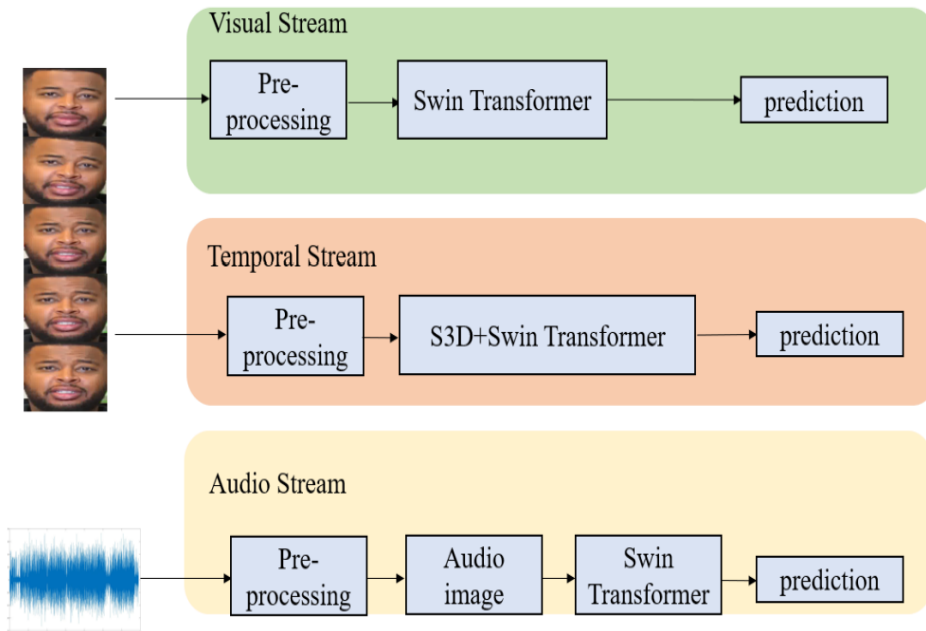 Visual Stream
Pre-
processing
Swin Transformer
prediction
Temporal Stream
Pre-
processing
S3D+Swin Transformer
prediction
Audio Stream
Pre-
processing
Audio
image
Swin
Transformer
prediction